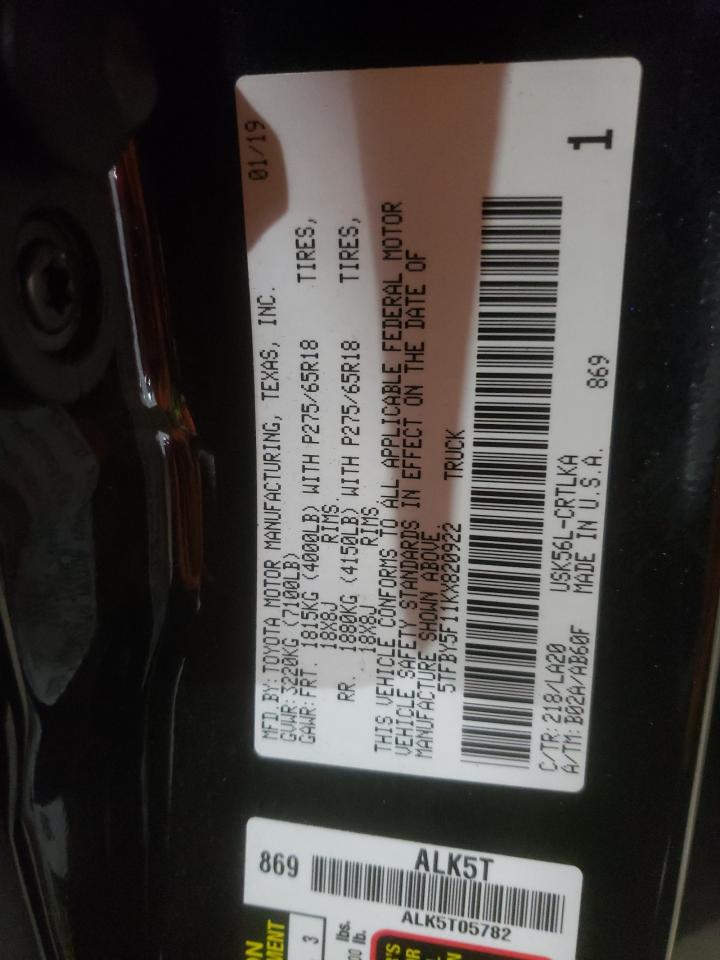 MFD. BY: TOYOTA MOTOR MANUFACTURING, TEXAS, INC. 01/19
GVWR: 3220KG (7100LB)
GAWR: FRT. 1815KG (4000LB) WITH P275/65R18 TIRES,
18X8J RIMS
RR. 1880KG (4150LB) WITH P275/65R18 TIRES,
18X8J RIMS
THIS VEHICLE CONFORMS TO ALL APPLICABLE FEDERAL MOTOR
VEHICLE SAFETY STANDARDS IN EFFECT ON THE DATE OF
MANUFACTURE SHOWN ABOVE.
5TFBY5F11KX820922 TRUCK
C/TR: 218/LA20 USK56L-CRTLKA 869
A/TM: B02A/AB60F MADE IN U.S.A.
1
869
ALK5T
ALK5T05782
3
lbs.
lb.